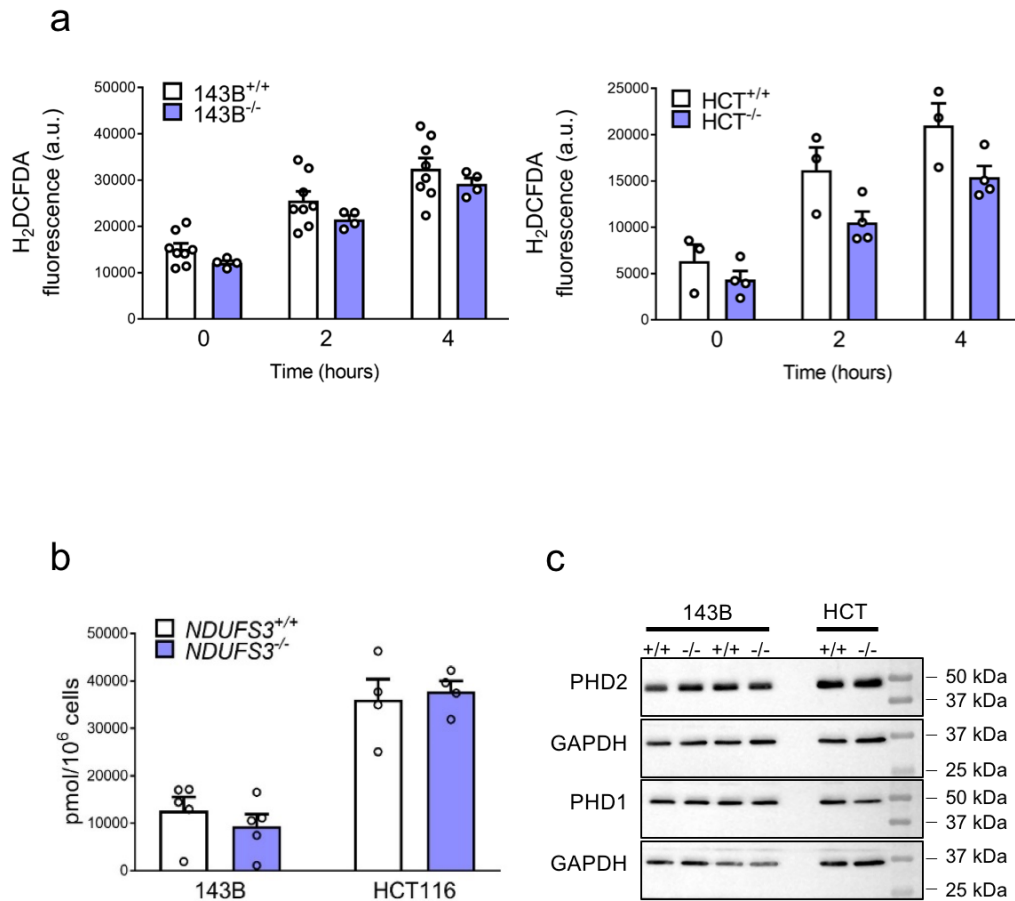 a
50000
40000
30000
20000
10000
0
H₂DCFDA
fluorescence (a.u.)
143B⁺/⁺
143B⁻/⁻
0 2 4
Time (hours)
25000
20000
15000
10000
5000
0
H₂DCFDA
fluorescence (a.u.)
HCT⁺/⁺
HCT⁻/⁻
0 2 4
Time (hours)
b
50000
40000
30000
20000
10000
0
pmol/10⁶ cells
NDUFS3⁺/⁺
NDUFS3⁻/⁻
143B HCT116
c
143B HCT
+/+ -/- +/+ -/- +/+ -/-
PHD2
50 kDa
37 kDa
GAPDH
37 kDa
25 kDa
PHD1
50 kDa
37 kDa
GAPDH
37 kDa
25 kDa